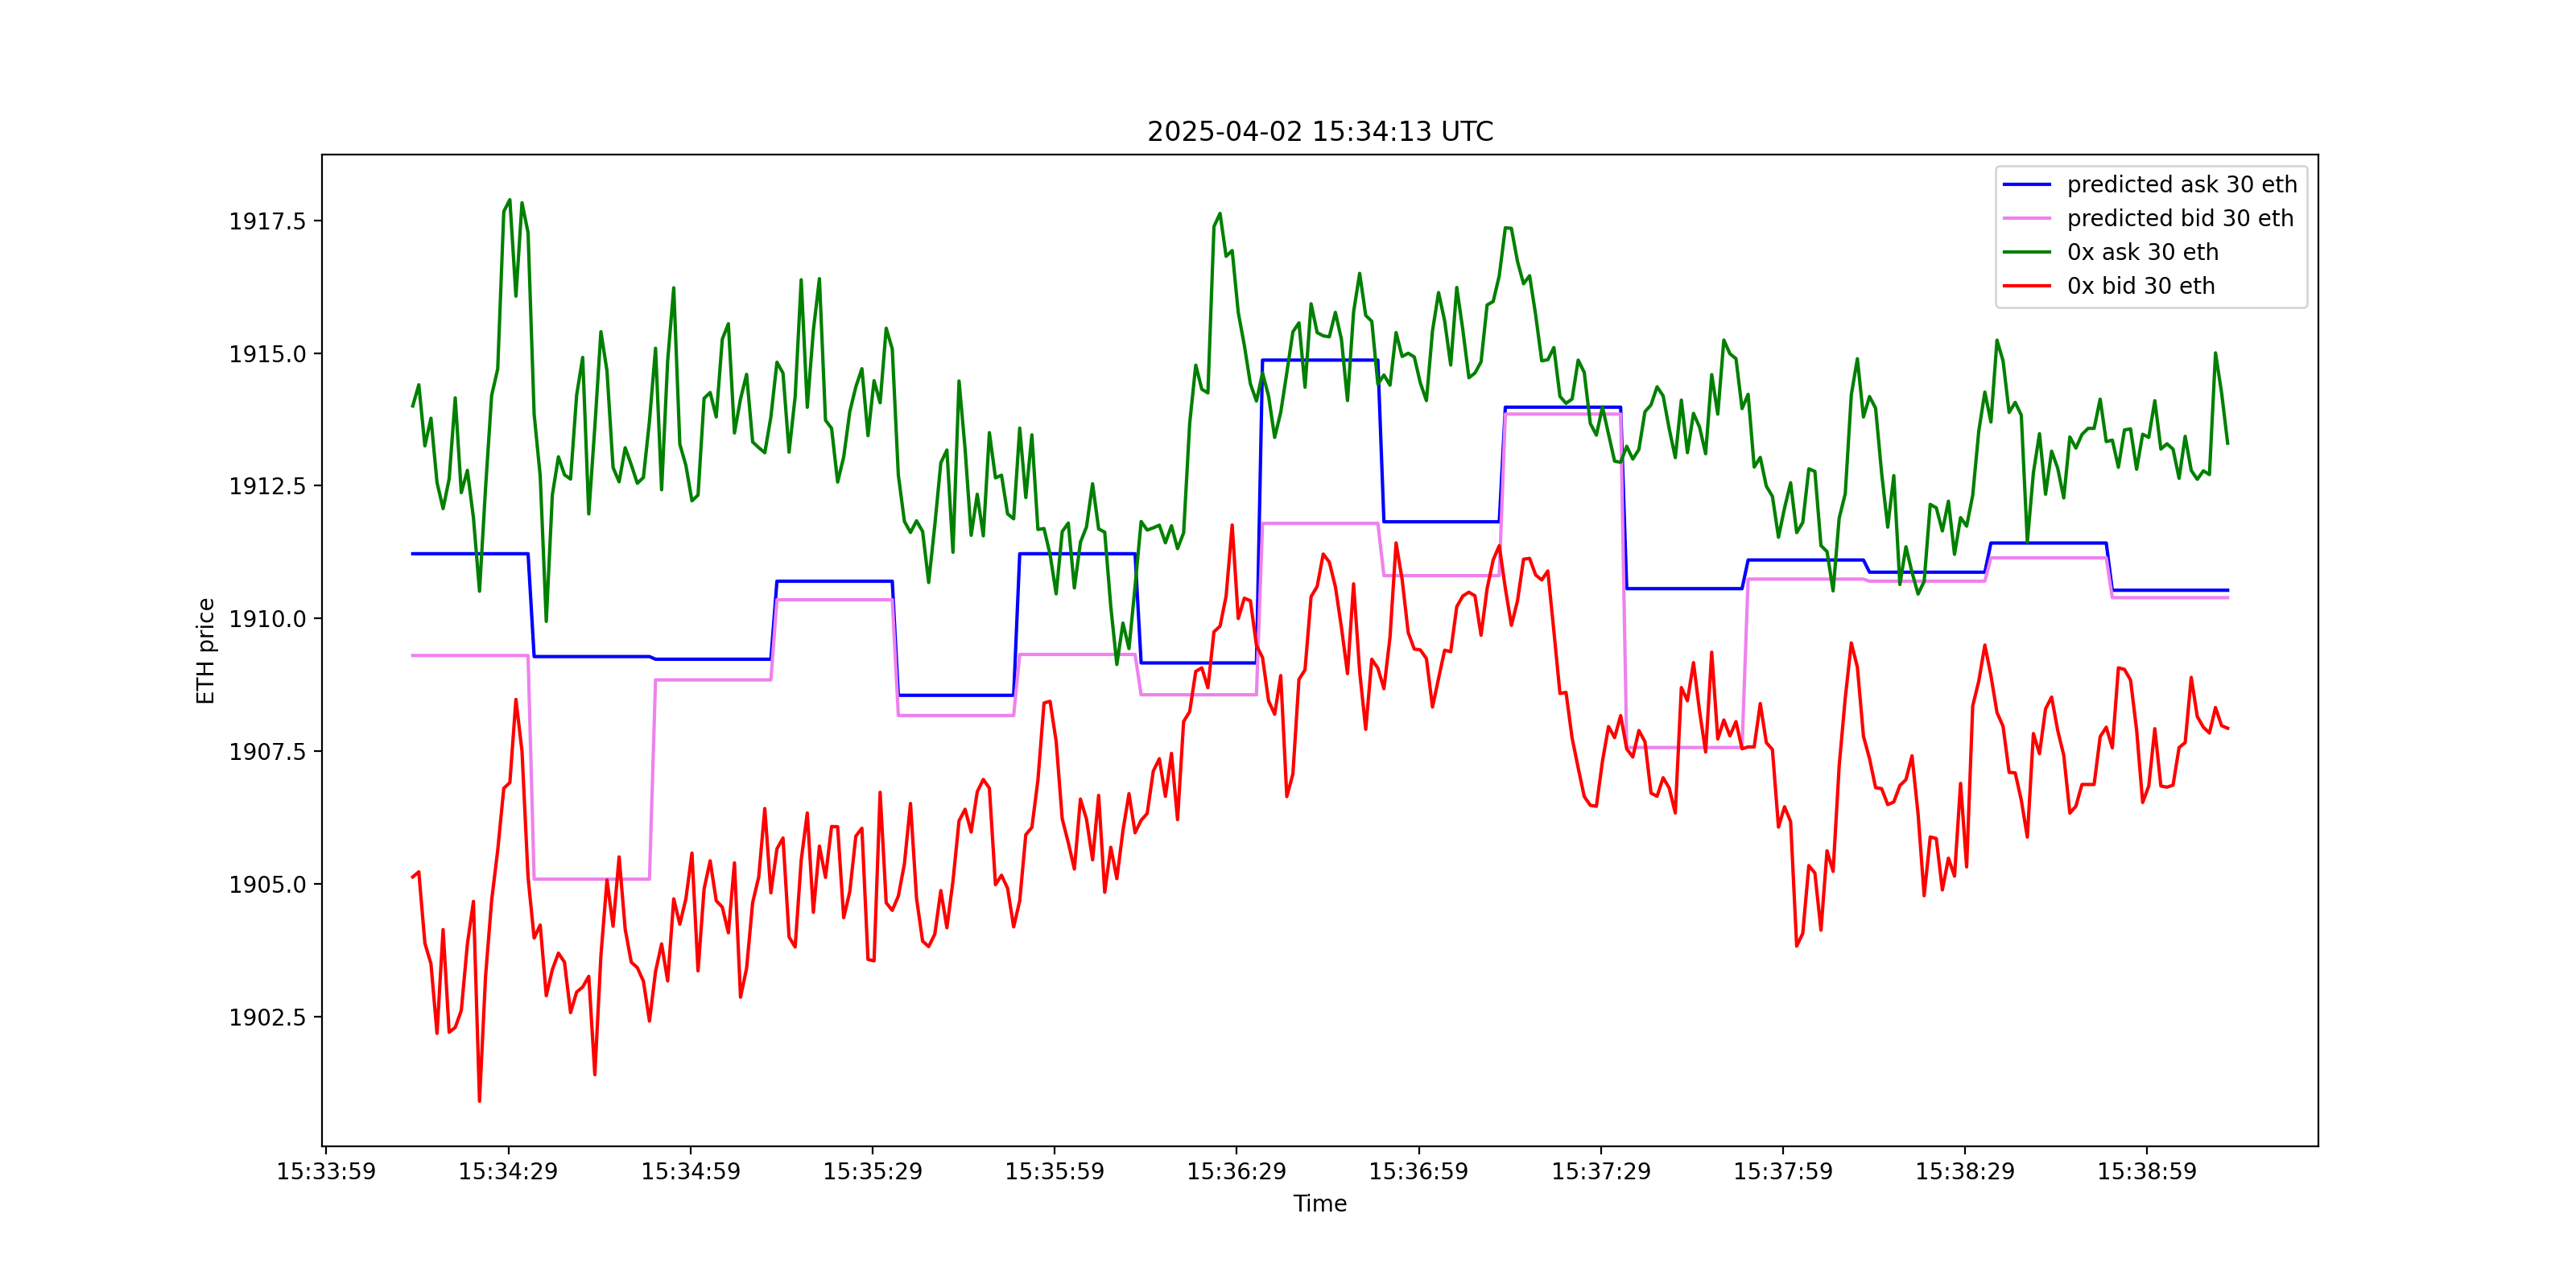 2025-04-02 15:34:13 UTC
predicted ask 30 eth
predicted bid 30 eth
0x ask 30 eth
0x bid 30 eth
1917.5
1915.0
1912.5
1910.0
1907.5
1905.0
1902.5
ETH price
15:33:59 15:34:29 15:34:59 15:35:29 15:35:59 15:36:29 15:36:59 15:37:29 15:37:59 15:38:29 15:38:59
Time